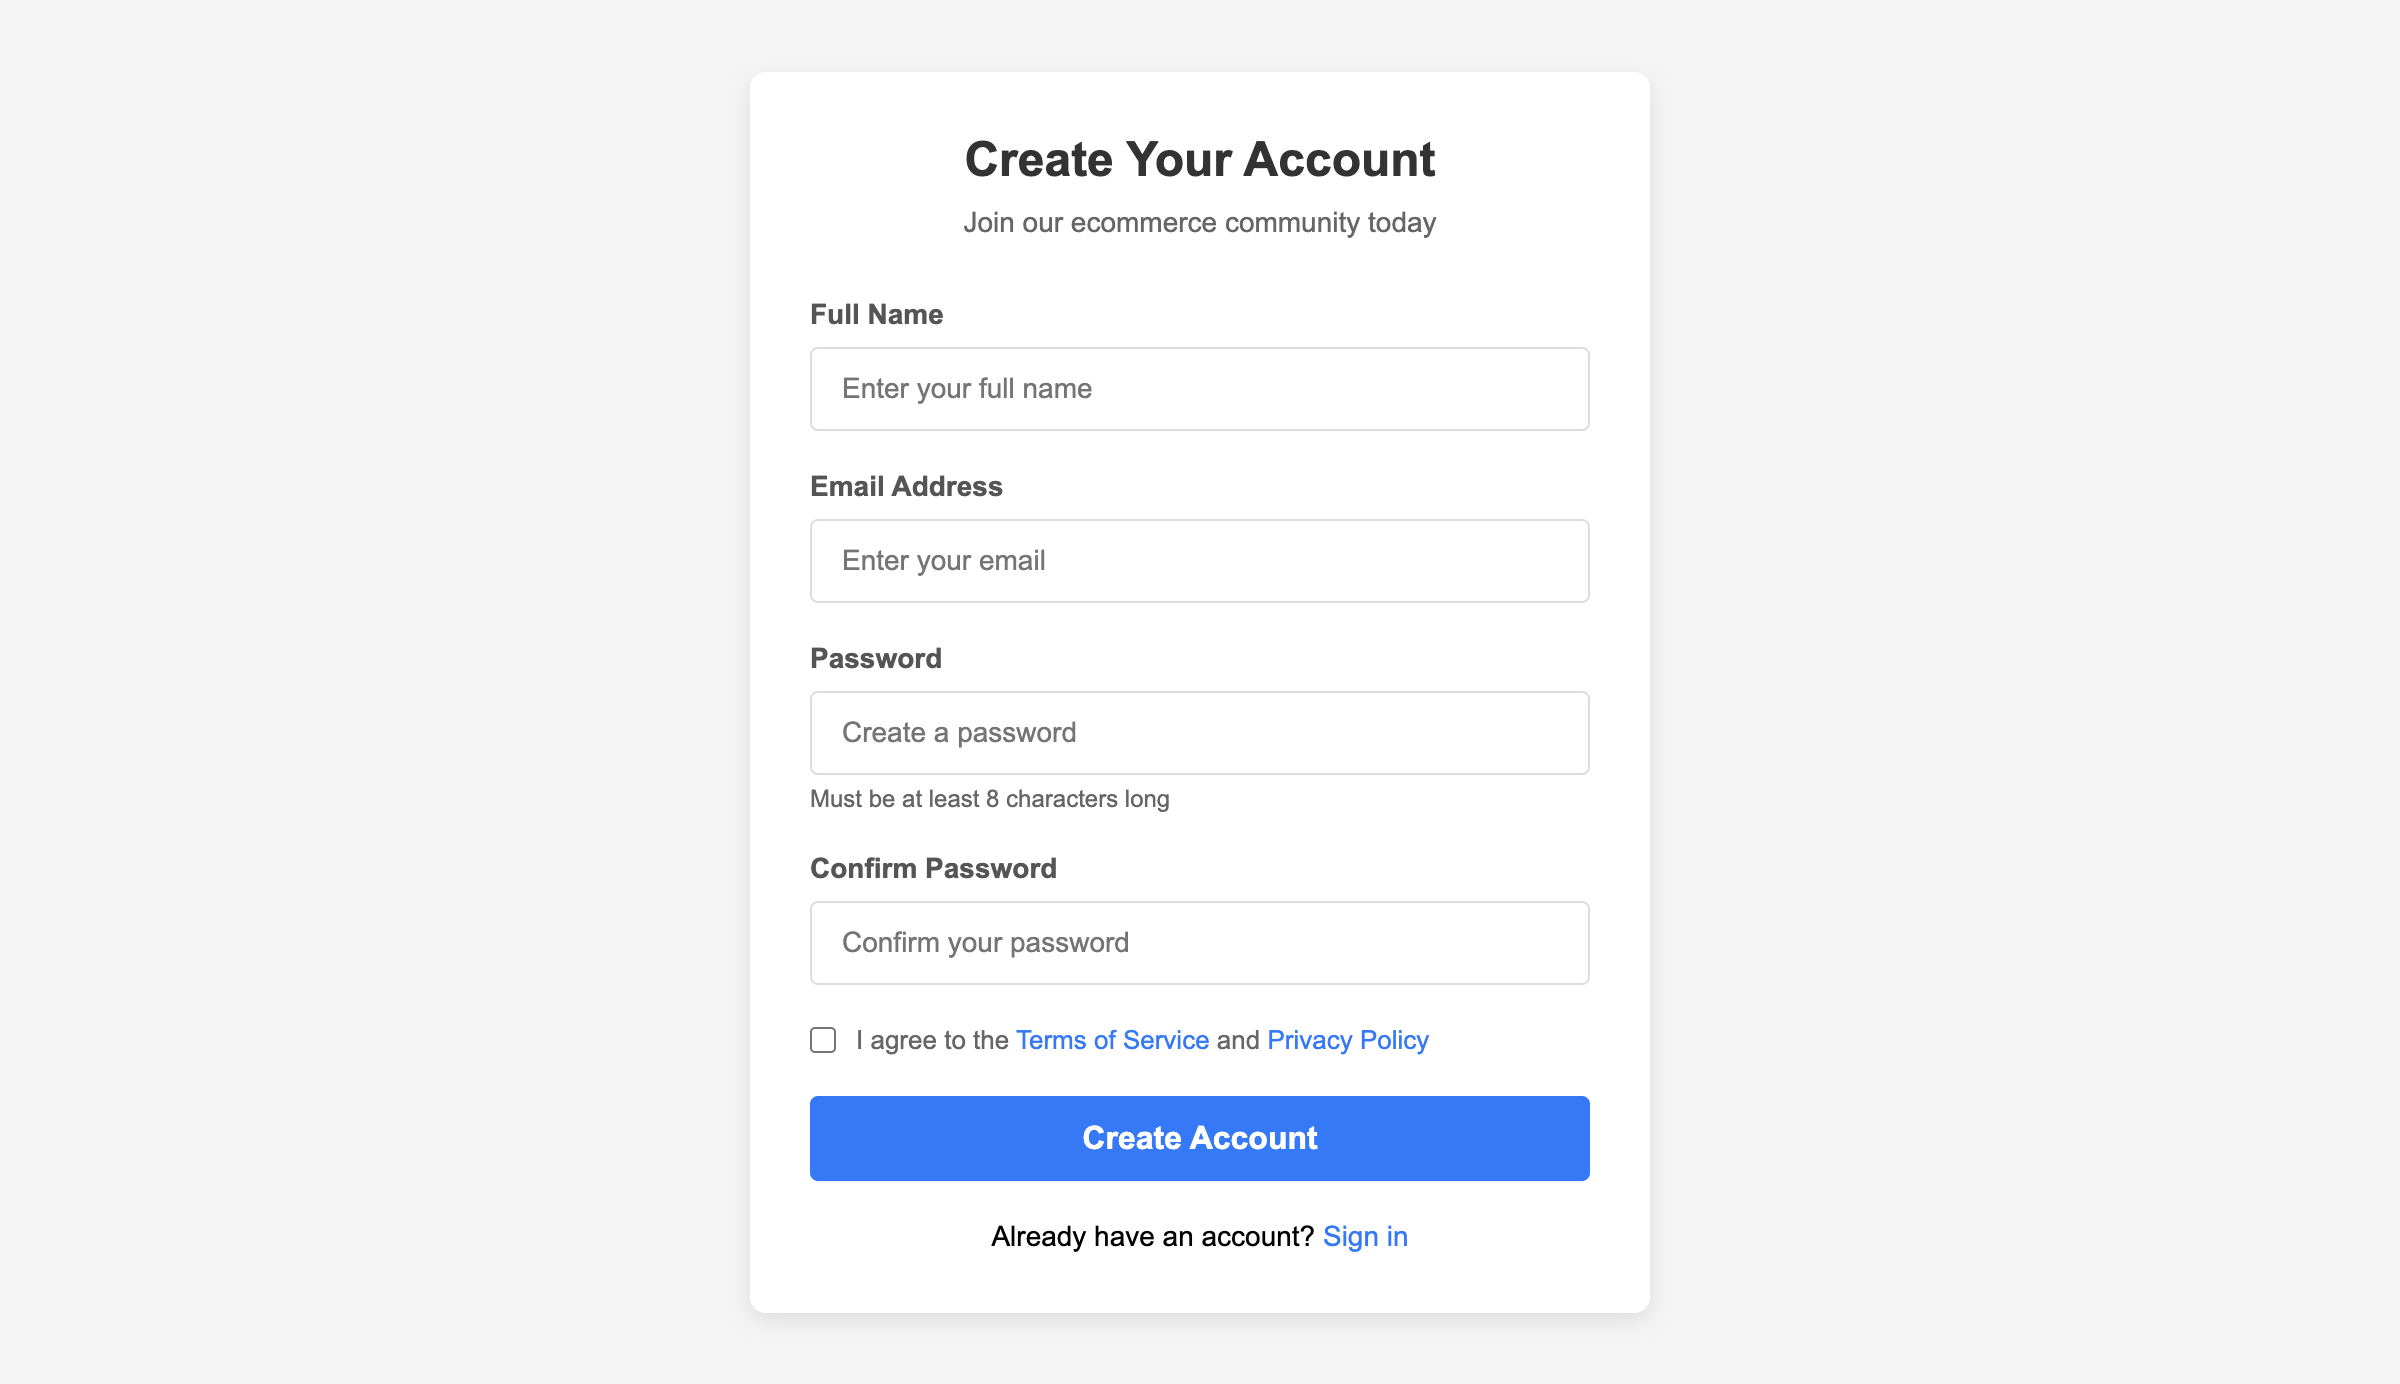 Create Your Account
Join our ecommerce community today
Full Name
Enter your full name
Email Address
Enter your email
Password
Create a password
Must be at least 8 characters long
Confirm Password
Confirm your password
I agree to the Terms of Service and Privacy Policy
Create Account
Already have an account? Sign in